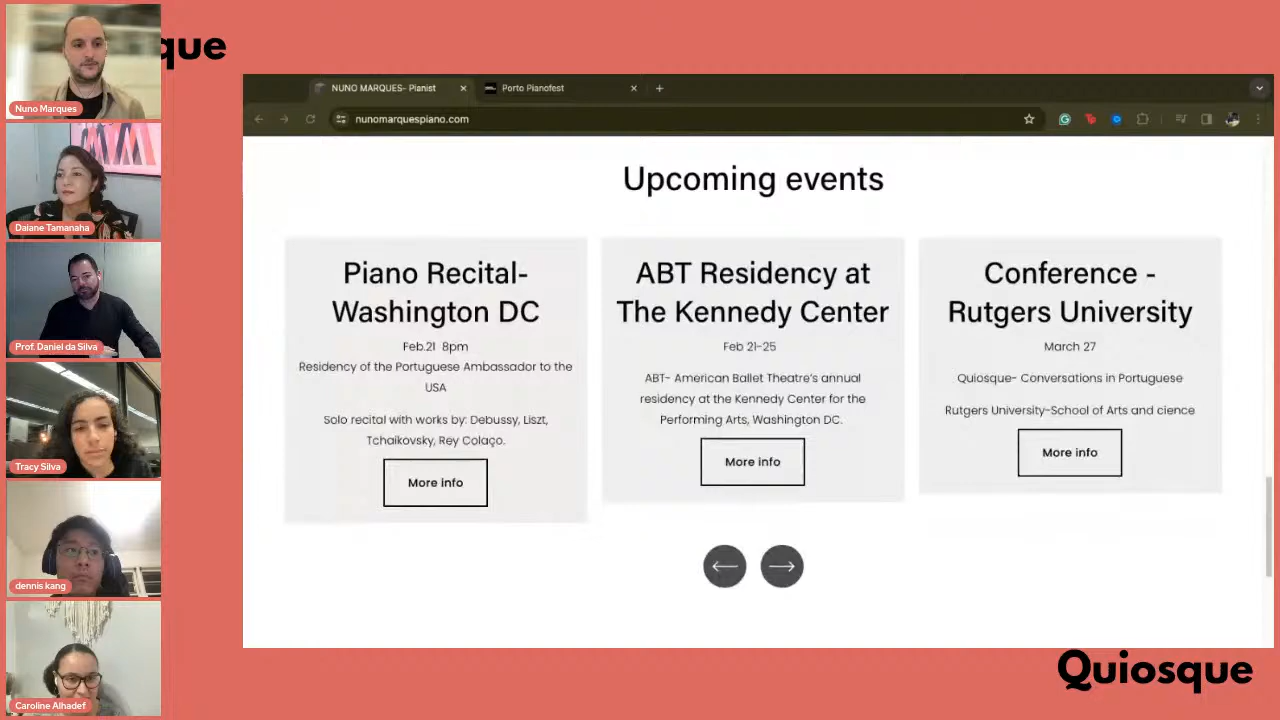 que
Nuno Marques
Daiane Tamanaha
Prof. Daniel da Silva
Tracy Silva
dennis kang
Caroline Alhadef
NUNO MARQUES- Pianist
Porto Pianofest
nunomarquespiano.com
Upcoming events
Piano Recital-
Washington DC
Feb.21 8pm
Residency of the Portuguese Ambassador to the
USA
Solo recital with works by: Debussy, Liszt,
Tchaikovsky, Rey Colaço.
More info
ABT Residency at
The Kennedy Center
Feb 21-25
ABT- American Ballet Theatre's annual
residency at the Kennedy Center for the
Performing Arts, Washington DC.
More info
Conference -
Rutgers University
March 27
Quiosque- Conversations in Portuguese
Rutgers University-School of Arts and cience
More info
Quiosque